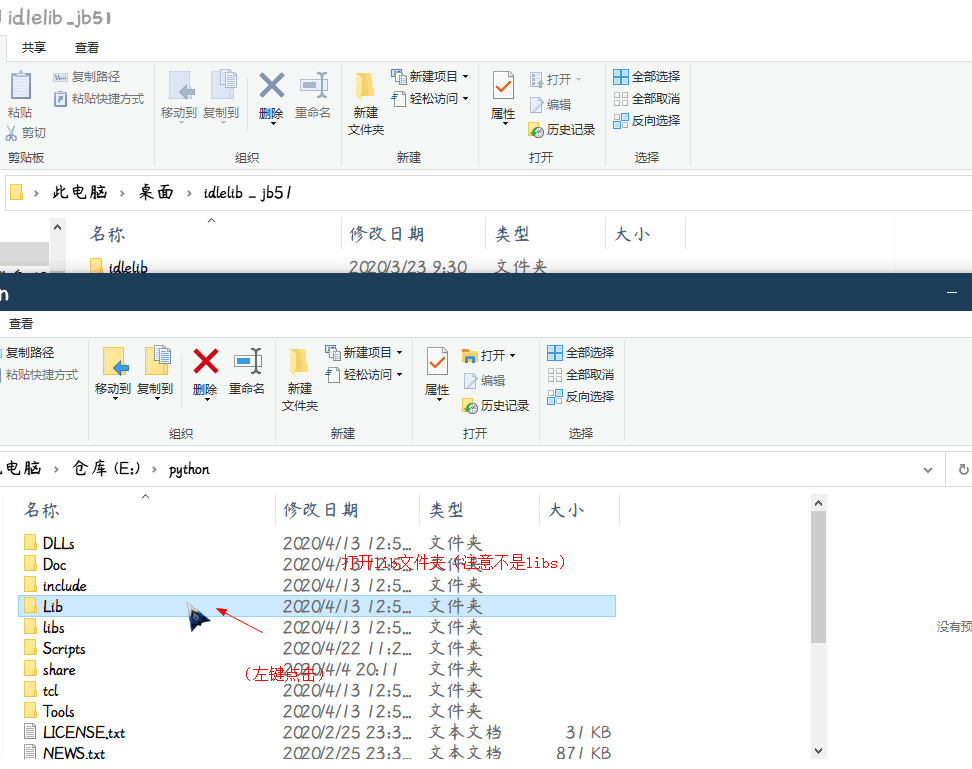 idlelib_jb51
共享 查看
复制路径
粘贴快捷方式
粘贴
剪切
剪贴板
移动到 复制到 删除 重命名
组织
新建
文件夹
新建项目
轻松访问
新建
属性
打开
编辑
历史记录
打开
全部选择
全部取消
反向选择
选择
此电脑 › 桌面 › idlelib_jb51
名称 修改日期 类型 大小
idlelib 2020/3/23 9:30 文件夹
n
查看
复制路径
粘贴快捷方式
移动到 复制到 删除 重命名
组织
新建
文件夹
新建项目
轻松访问
新建
属性
打开
编辑
历史记录
打开
全部选择
全部取消
反向选择
选择
电脑 › 仓库 (E:) › python
名称 修改日期 类型 大小
DLLs 2020/4/13 12:5... 文件夹
打开lib文件夹（注意不是libs）
Doc 2020/4/13 12:5... 文件夹
include 2020/4/13 12:5... 文件夹
Lib 2020/4/13 12:5... 文件夹
libs 2020/4/13 12:5... 文件夹
没有预
Scripts 2020/4/22 11:2... 文件夹
share 2020/4/4 20:11 文件夹
（左键点击）
tcl 2020/4/13 12:5... 文件夹
Tools 2020/4/13 12:5... 文件夹
LICENSE.txt 2020/2/25 23:3... 文本文档 31 KB
NEWS.txt 2020/2/25 23:3... 文本文档 871 KB